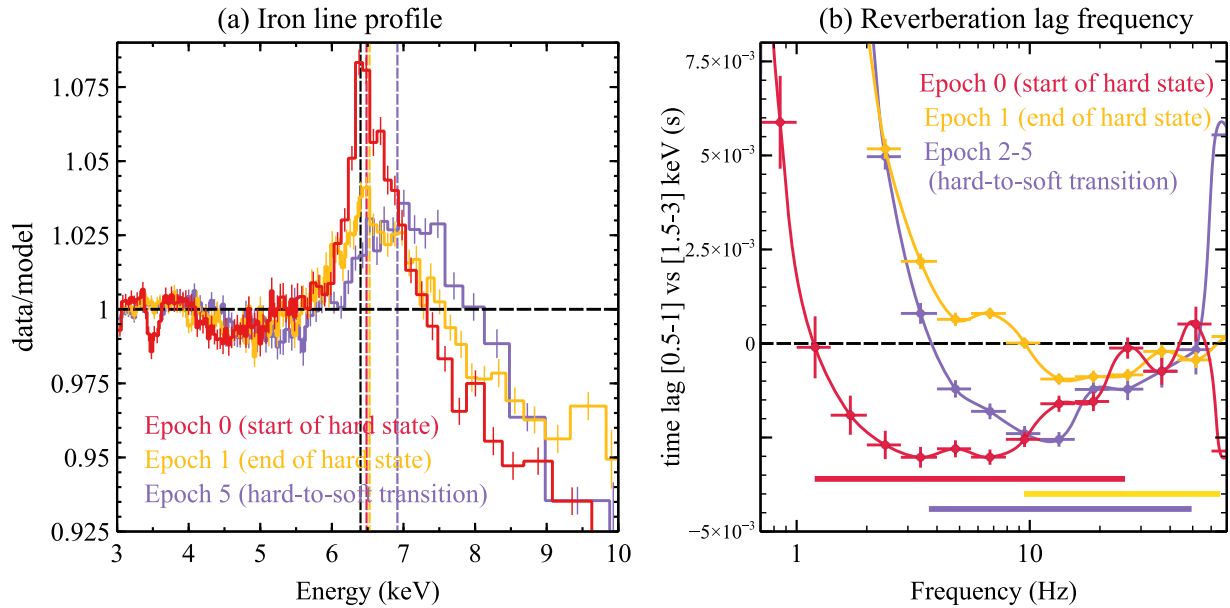 (a) Iron line profile
1.075
1.05
1.025
1
0.975
0.95
0.925
data/model
Epoch 0 (start of hard state)
Epoch 1 (end of hard state)
Epoch 5 (hard-to-soft transition)
3 4 5 6 7 8 9 10
Energy (keV)
(b) Reverberation lag frequency
7.5×10⁻³
5×10⁻³
2.5×10⁻³
0
−5×10⁻³
time lag [0.5-1] vs [1.5-3] keV (s)
Epoch 0 (start of hard state)
Epoch 1 (end of hard state)
Epoch 2-5
(hard-to-soft transition)
1 10
Frequency (Hz)